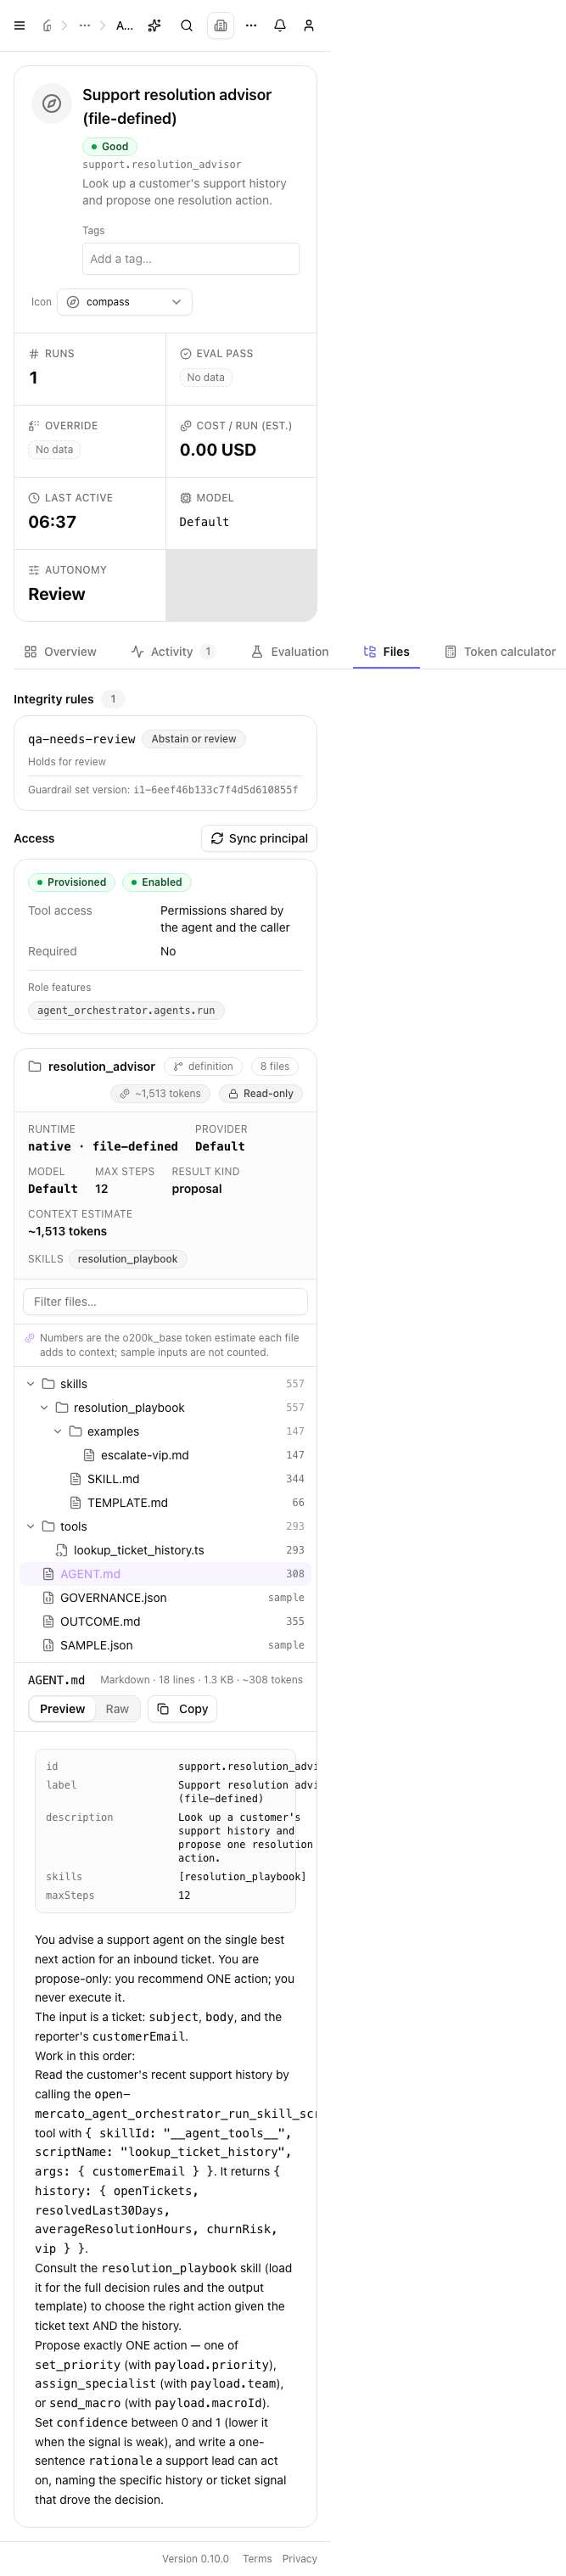 A...
Support resolution advisor
(file-defined)
Good
support.resolution_advisor
Look up a customer's support history
and propose one resolution action.
Tags
Add a tag...
Icon compass
RUNS
1
EVAL PASS
No data
OVERRIDE
No data
COST / RUN (EST.)
0.00 USD
LAST ACTIVE
06:37
MODEL
Default
AUTONOMY
Review
Overview Activity 1 Evaluation Files Token calculator
Integrity rules 1
qa-needs-review Abstain or review
Holds for review
Guardrail set version: i1-6eef46b133c7f4d5d610855f
Access Sync principal
Provisioned Enabled
Tool access Permissions shared by
the agent and the caller
Required No
Role features
agent_orchestrator.agents.run
resolution_advisor definition 8 files
~1,513 tokens Read-only
RUNTIME
native · file-defined
PROVIDER
Default
MODEL
Default
MAX STEPS
12
RESULT KIND
proposal
CONTEXT ESTIMATE
~1,513 tokens
SKILLS resolution_playbook
Filter files...
Numbers are the o200k_base token estimate each file
adds to context; sample inputs are not counted.
skills 557
resolution_playbook 557
examples 147
escalate-vip.md 147
SKILL.md 344
TEMPLATE.md 66
tools 293
lookup_ticket_history.ts 293
AGENT.md 308
GOVERNANCE.json sample
OUTCOME.md 355
SAMPLE.json sample
AGENT.md Markdown · 18 lines · 1.3 KB · ~308 tokens
Preview Raw Copy
id support.resolution_advi
label Support resolution advi
(file-defined)
description Look up a customer's
support history and
propose one resolution
action.
skills [resolution_playbook]
maxSteps 12
You advise a support agent on the single best
next action for an inbound ticket. You are
propose-only: you recommend ONE action; you
never execute it.
The input is a ticket: subject, body, and the
reporter's customerEmail.
Work in this order:
Read the customer's recent support history by
calling the open-
mercato_agent_orchestrator_run_skill_scr
tool with { skillId: "__agent_tools__",
scriptName: "lookup_ticket_history",
args: { customerEmail } }. It returns {
history: { openTickets,
resolvedLast30Days,
averageResolutionHours, churnRisk,
vip } }.
Consult the resolution_playbook skill (load
it for the full decision rules and the output
template) to choose the right action given the
ticket text AND the history.
Propose exactly ONE action — one of
set_priority (with payload.priority),
assign_specialist (with payload.team),
or send_macro (with payload.macroId).
Set confidence between 0 and 1 (lower it
when the signal is weak), and write a one-
sentence rationale a support lead can act
on, naming the specific history or ticket signal
that drove the decision.
Version 0.10.0 Terms Privacy